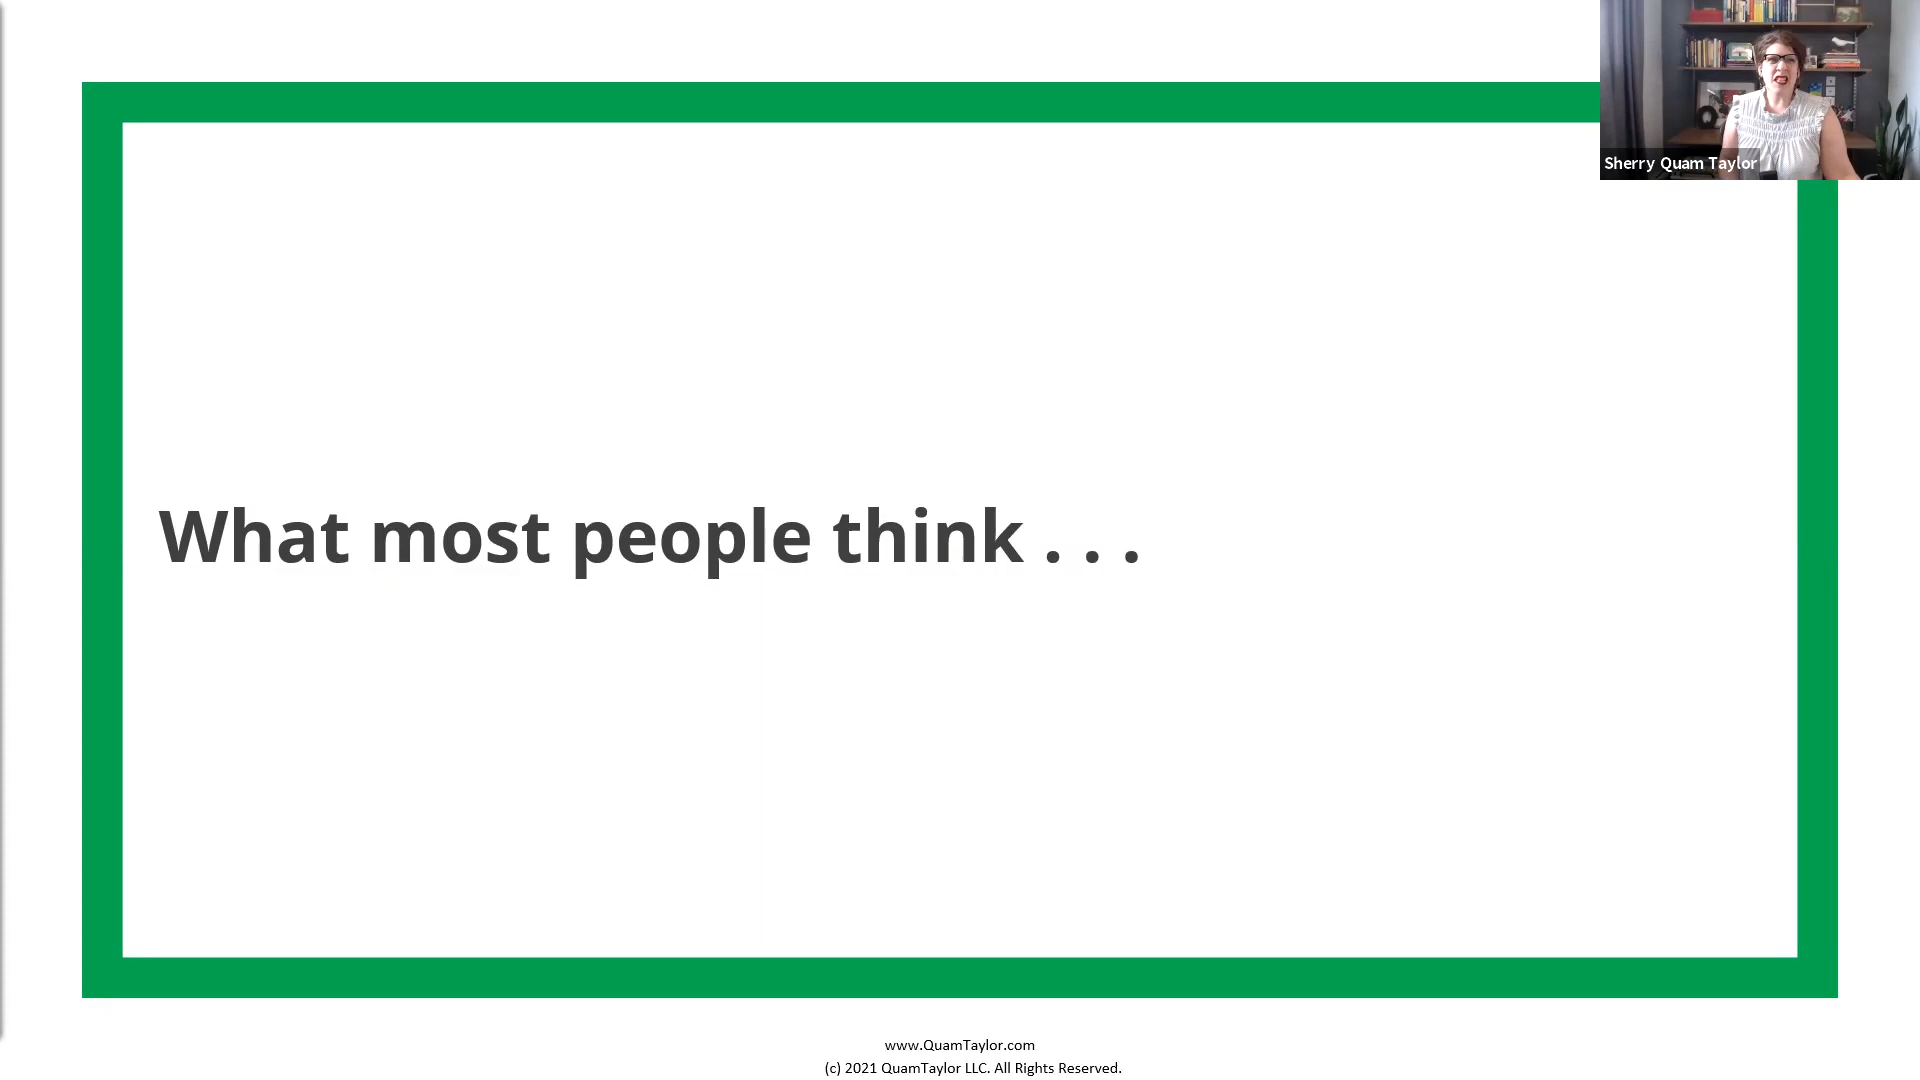 Sherry Quam Taylor
What most people think . . .
www.QuamTaylor.com
(c) 2021 QuamTaylor LLC. All Rights Reserved.